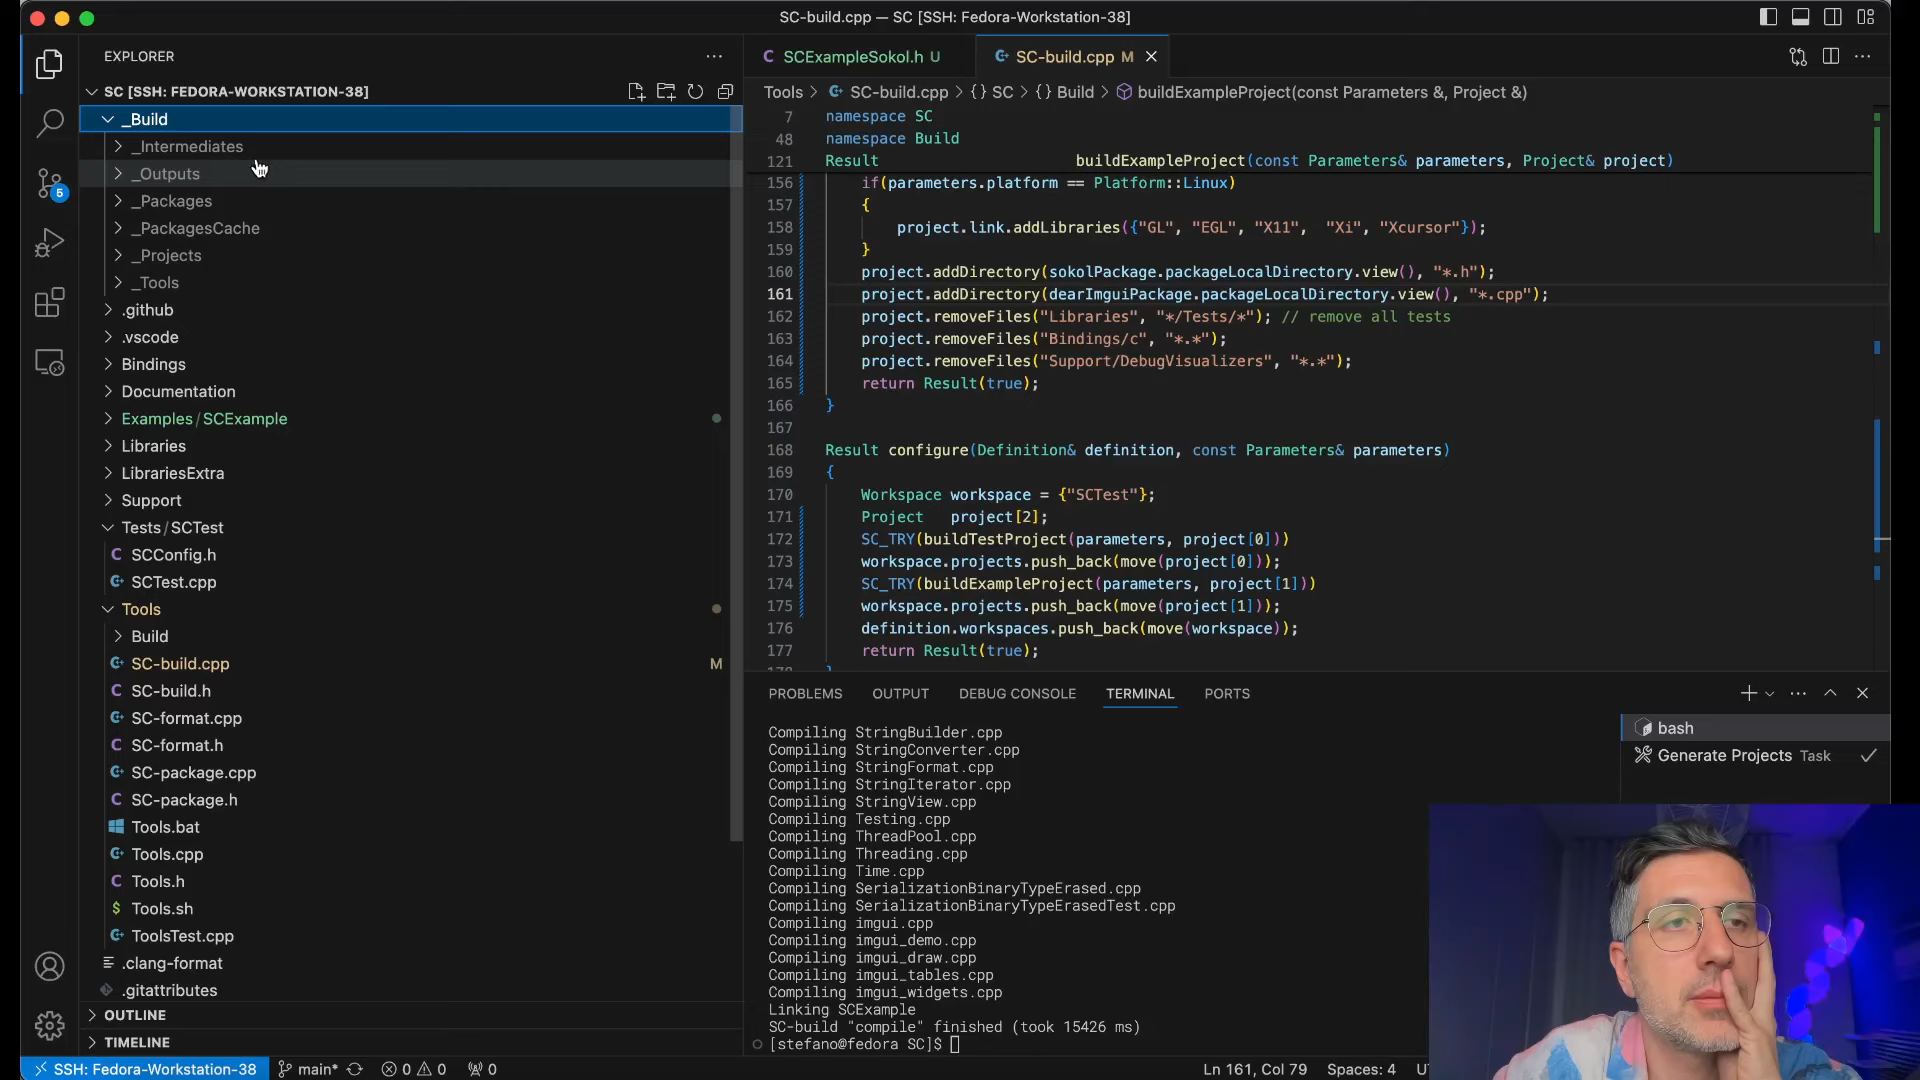 SC-build.cpp — SC [SSH: Fedora-Workstation-38]
EXPLORER
SC [SSH: FEDORA-WORKSTATION-38]
_Build
_Intermediates
_Outputs
_Packages
_PackagesCache
_Projects
_Tools
.github
.vscode
Bindings
Documentation
Examples / SCExample
Libraries
LibrariesExtra
Support
Tests / SCTest
SCConfig.h
SCTest.cpp
Tools
Build
SC-build.cpp M
SC-build.h
SC-format.cpp
SC-format.h
SC-package.cpp
SC-package.h
Tools.bat
Tools.cpp
Tools.h
Tools.sh
ToolsTest.cpp
.clang-format
.gitattributes
OUTLINE
TIMELINE
5
SCExampleSokol.h U
SC-build.cpp M
Tools > SC-build.cpp > {} SC > {} Build > buildExampleProject(const Parameters &, Project &)
7 namespace SC
48 namespace Build
121 Result buildExampleProject(const Parameters& parameters, Project& project)
156 if(parameters.platform == Platform::Linux)
157 {
158 project.link.addLibraries({"GL", "EGL", "X11", "Xi", "Xcursor"});
159 }
160 project.addDirectory(sokolPackage.packageLocalDirectory.view(), "*.h");
161 project.addDirectory(dearImguiPackage.packageLocalDirectory.view(), "*.cpp");
162 project.removeFiles("Libraries", "*/Tests/*"); // remove all tests
163 project.removeFiles("Bindings/c", "*.*");
164 project.removeFiles("Support/DebugVisualizers", "*.*");
165 return Result(true);
166 }
167
168 Result configure(Definition& definition, const Parameters& parameters)
169 {
170 Workspace workspace = {"SCTest"};
171 Project project[2];
172 SC_TRY(buildTestProject(parameters, project[0]))
173 workspace.projects.push_back(move(project[0]));
174 SC_TRY(buildExampleProject(parameters, project[1]))
175 workspace.projects.push_back(move(project[1]));
176 definition.workspaces.push_back(move(workspace));
177 return Result(true);
PROBLEMS OUTPUT DEBUG CONSOLE TERMINAL PORTS
Compiling StringBuilder.cpp
Compiling StringConverter.cpp
Compiling StringFormat.cpp
Compiling StringIterator.cpp
Compiling StringView.cpp
Compiling Testing.cpp
Compiling ThreadPool.cpp
Compiling Threading.cpp
Compiling Time.cpp
Compiling SerializationBinaryTypeErased.cpp
Compiling SerializationBinaryTypeErasedTest.cpp
Compiling imgui.cpp
Compiling imgui_demo.cpp
Compiling imgui_draw.cpp
Compiling imgui_tables.cpp
Compiling imgui_widgets.cpp
Linking SCExample
SC-build "compile" finished (took 15426 ms)
[stefano@fedora SC]$
bash
Generate Projects Task
SSH: Fedora-Workstation-38 main* 0 0 0 Ln 161, Col 79 Spaces: 4